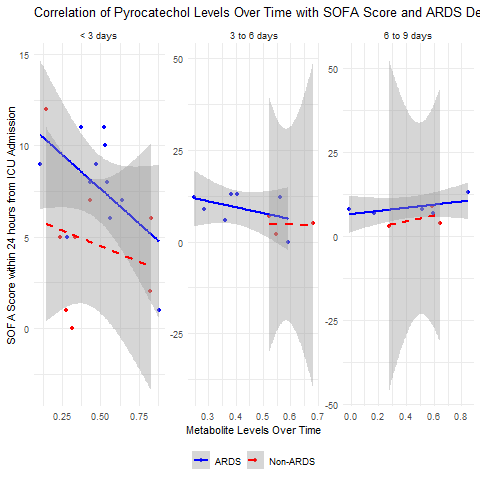 Correlation of Pyrocatechol Levels Over Time with SOFA Score and ARDS De
< 3 days
3 to 6 days
6 to 9 days
SOFA Score within 24 hours from ICU Admission
15
10
5
0
50
25
0
-25
50
25
0
-25
-50
0.25 0.50 0.75
0.3 0.4 0.5 0.6 0.7
0.0 0.2 0.4 0.6 0.8
Metabolite Levels Over Time
ARDS Non-ARDS